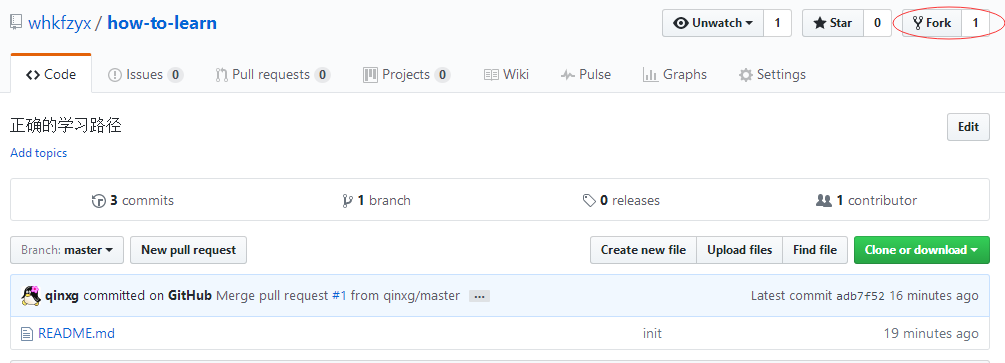 whkfzyx / how-to-learn Unwatch 1 Star 0 Fork 1
Code Issues 0 Pull requests 0 Projects 0 Wiki Pulse Graphs Settings
正确的学习路径 Edit
Add topics
3 commits 1 branch 0 releases 1 contributor
Branch: master New pull request Create new file Upload files Find file Clone or download
qinxg committed on GitHub Merge pull request #1 from qinxg/master ... Latest commit adb7f52 16 minutes ago
README.md init 19 minutes ago